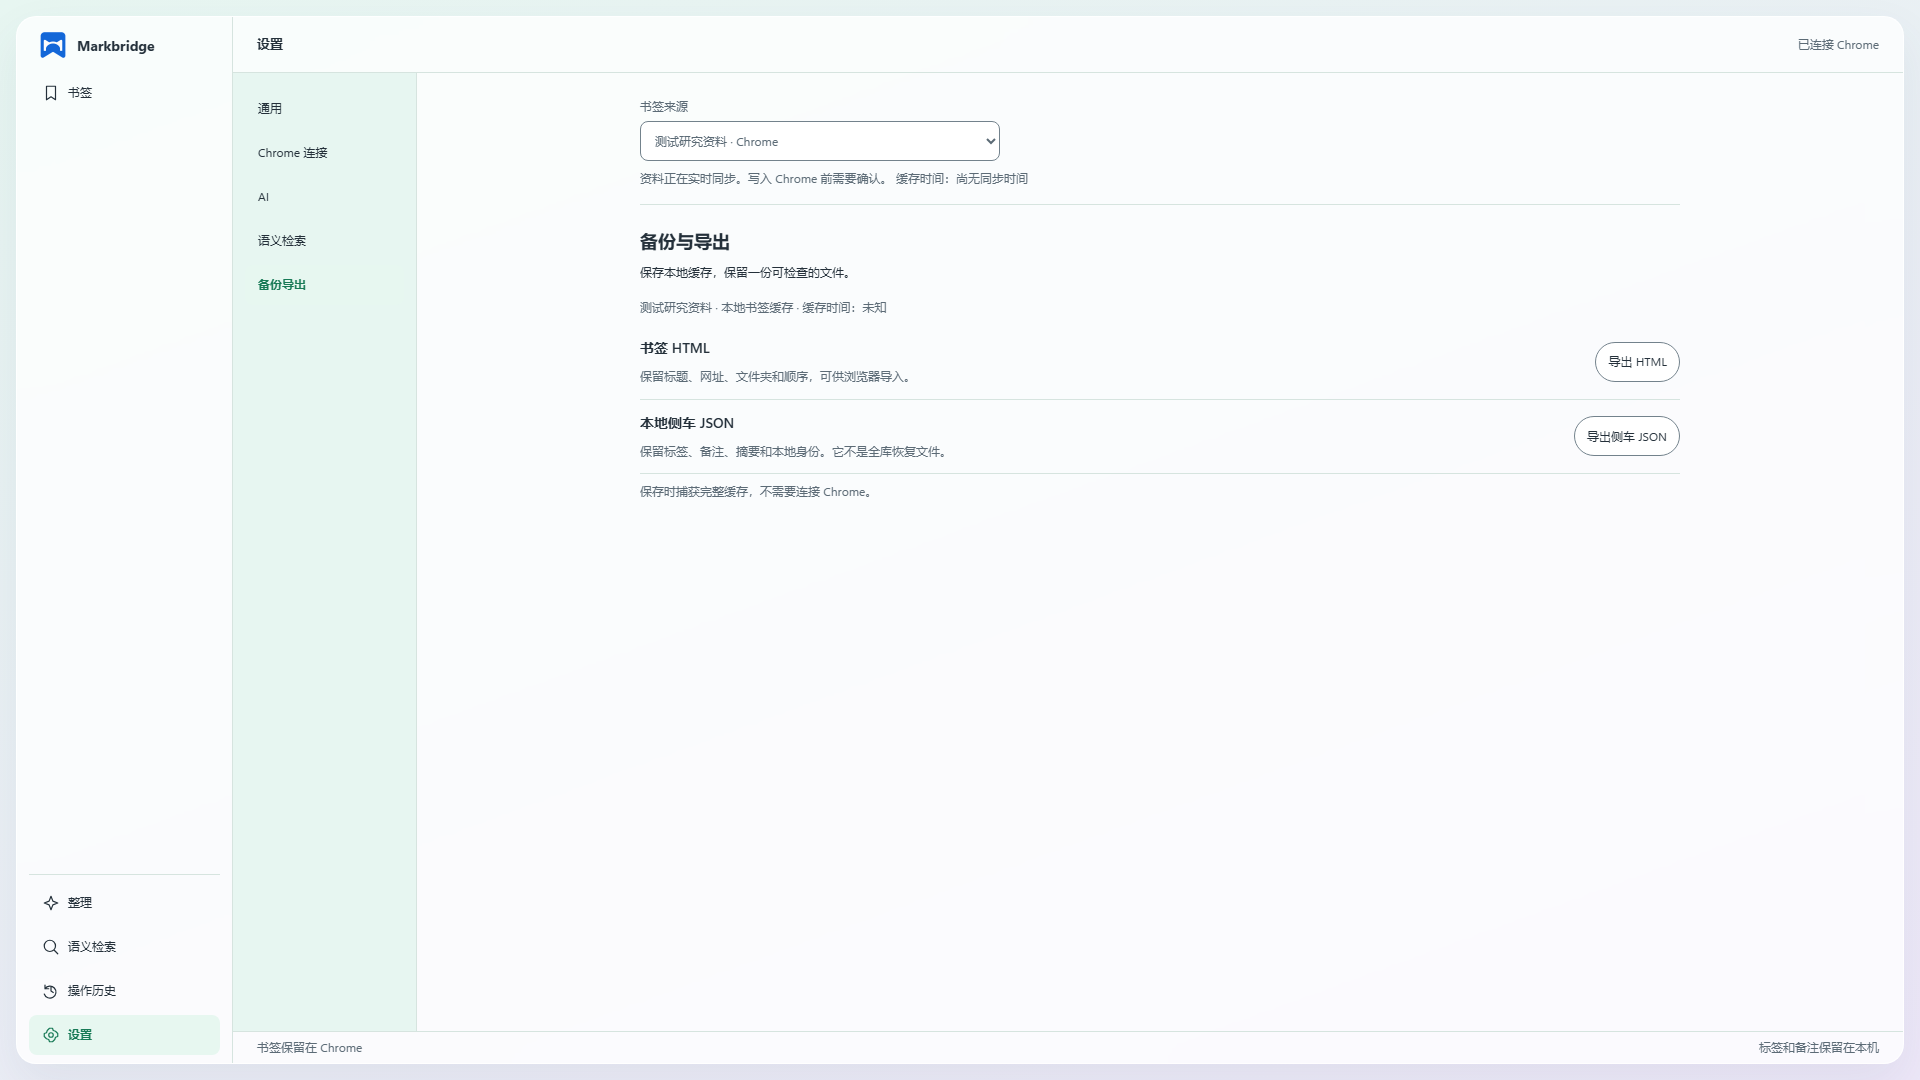 Markbridge
书签
整理
语义检索
操作历史
设置
设置
已连接 Chrome
通用
Chrome 连接
AI
语义检索
备份导出
书签来源
测试研究资料 · Chrome
资料正在实时同步。写入 Chrome 前需要确认。 缓存时间：尚无同步时间
备份与导出
保存本地缓存，保留一份可检查的文件。
测试研究资料 · 本地书签缓存 · 缓存时间：未知
书签 HTML
保留标题、网址、文件夹和顺序，可供浏览器导入。
导出 HTML
本地侧车 JSON
保留标签、备注、摘要和本地身份。它不是全库恢复文件。
导出侧车 JSON
保存时捕获完整缓存，不需要连接 Chrome。
书签保留在 Chrome
标签和备注保留在本机